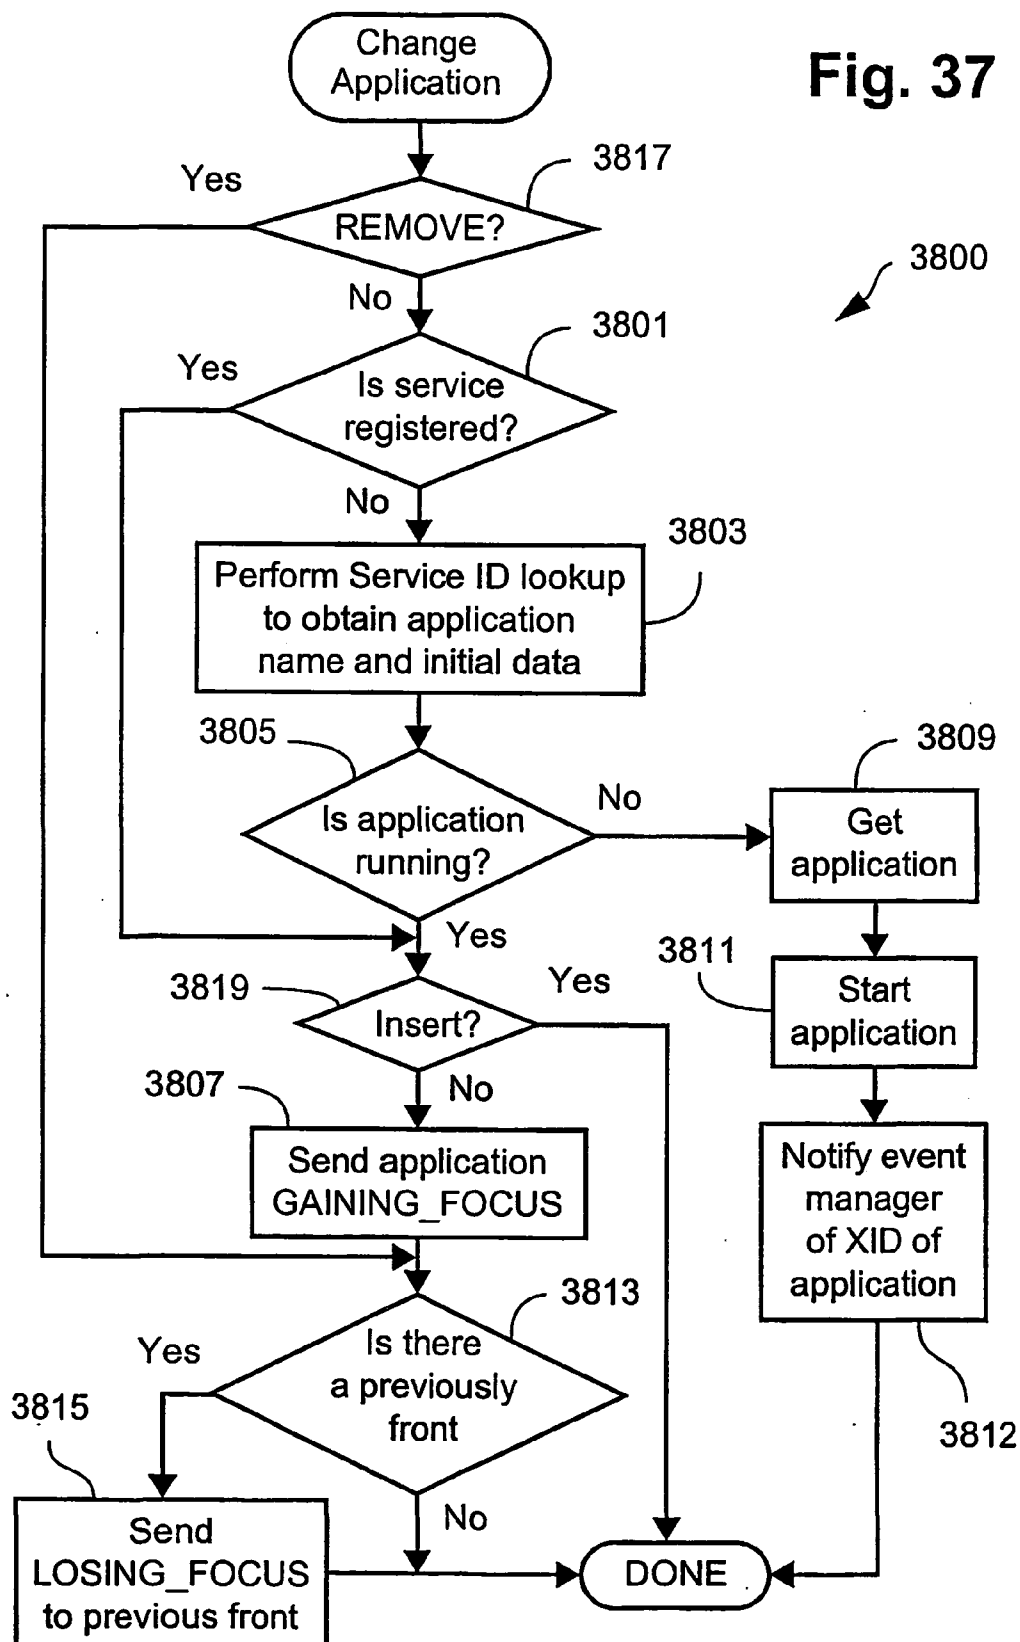 Change
Application
Fig. 37
3817
Yes
REMOVE?
3800
No
3801
Yes
Is service
registered?
No
3803
Perform Service ID lookup
to obtain application
name and initial data
3805
3809
No
Is application
running?
Get
application
Yes
3811
3819
Yes
Insert?
Start
application
3807
No
Send application
GAINING_FOCUS
Notify event
manager
of XID of
application
3813
Yes
Is there
a previously
front
3815
3812
No
Send
LOSING_FOCUS
to previous front
DONE